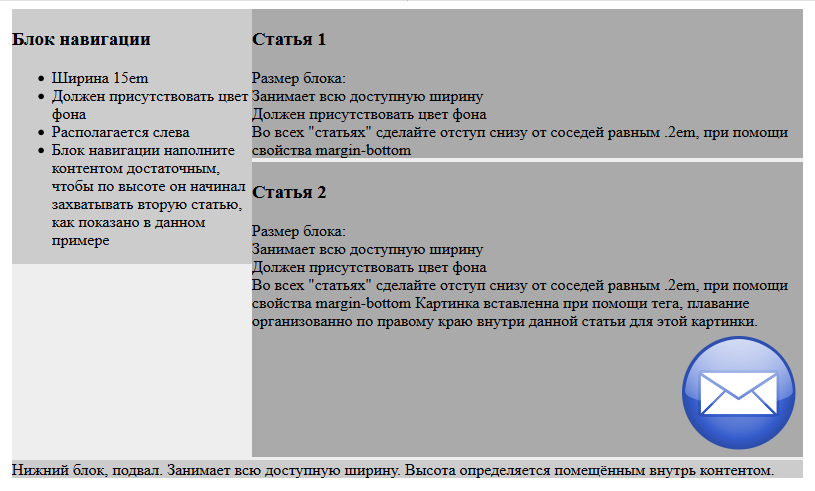 Блок навигации
Ширина 15em
Должен присутствовать цвет
фона
Располагается слева
Блок навигации наполните
контентом достаточным,
чтобы по высоте он начинал
захватывать вторую статью,
как показано в данном
примере
Статья 1
Размер блока:
Занимает всю доступную ширину
Должен присутствовать цвет фона
Во всех "статьях" сделайте отступ снизу от соседей равным .2em, при помощи
свойства margin-bottom
Статья 2
Размер блока:
Занимает всю доступную ширину
Должен присутствовать цвет фона
Во всех "статьях" сделайте отступ снизу от соседей равным .2em, при помощи
свойства margin-bottom Картинка вставленна при помощи тега, плавание
организованно по правому краю внутри данной статьи для этой картинки.
Нижний блок, подвал. Занимает всю доступную ширину. Высота определяется помещённым внутрь контентом.